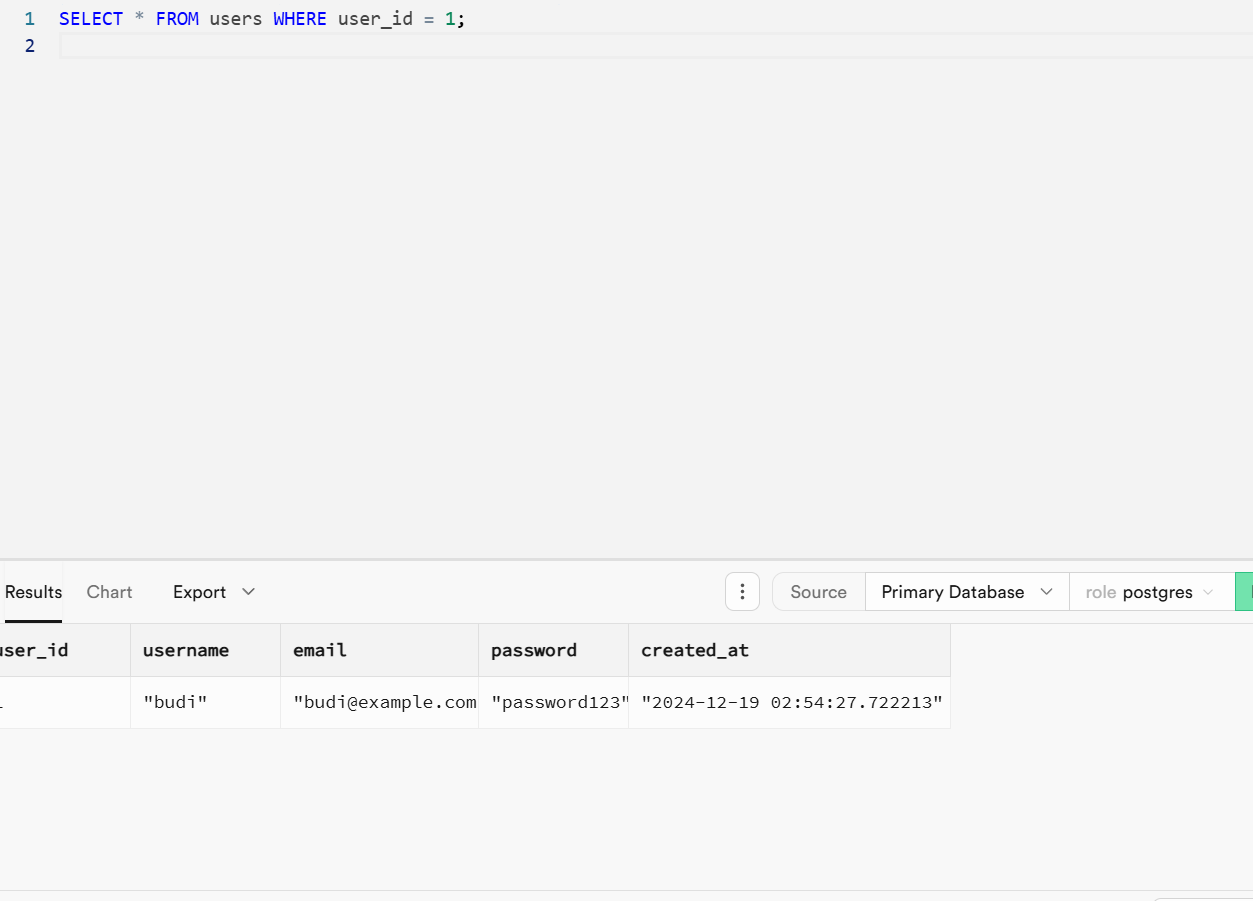 1 SELECT * FROM users WHERE user_id = 1;
2
Results Chart Export Source Primary Database role postgres
user_id username email password created_at
"budi" "budi@example.com "password123" "2024-12-19 02:54:27.722213"